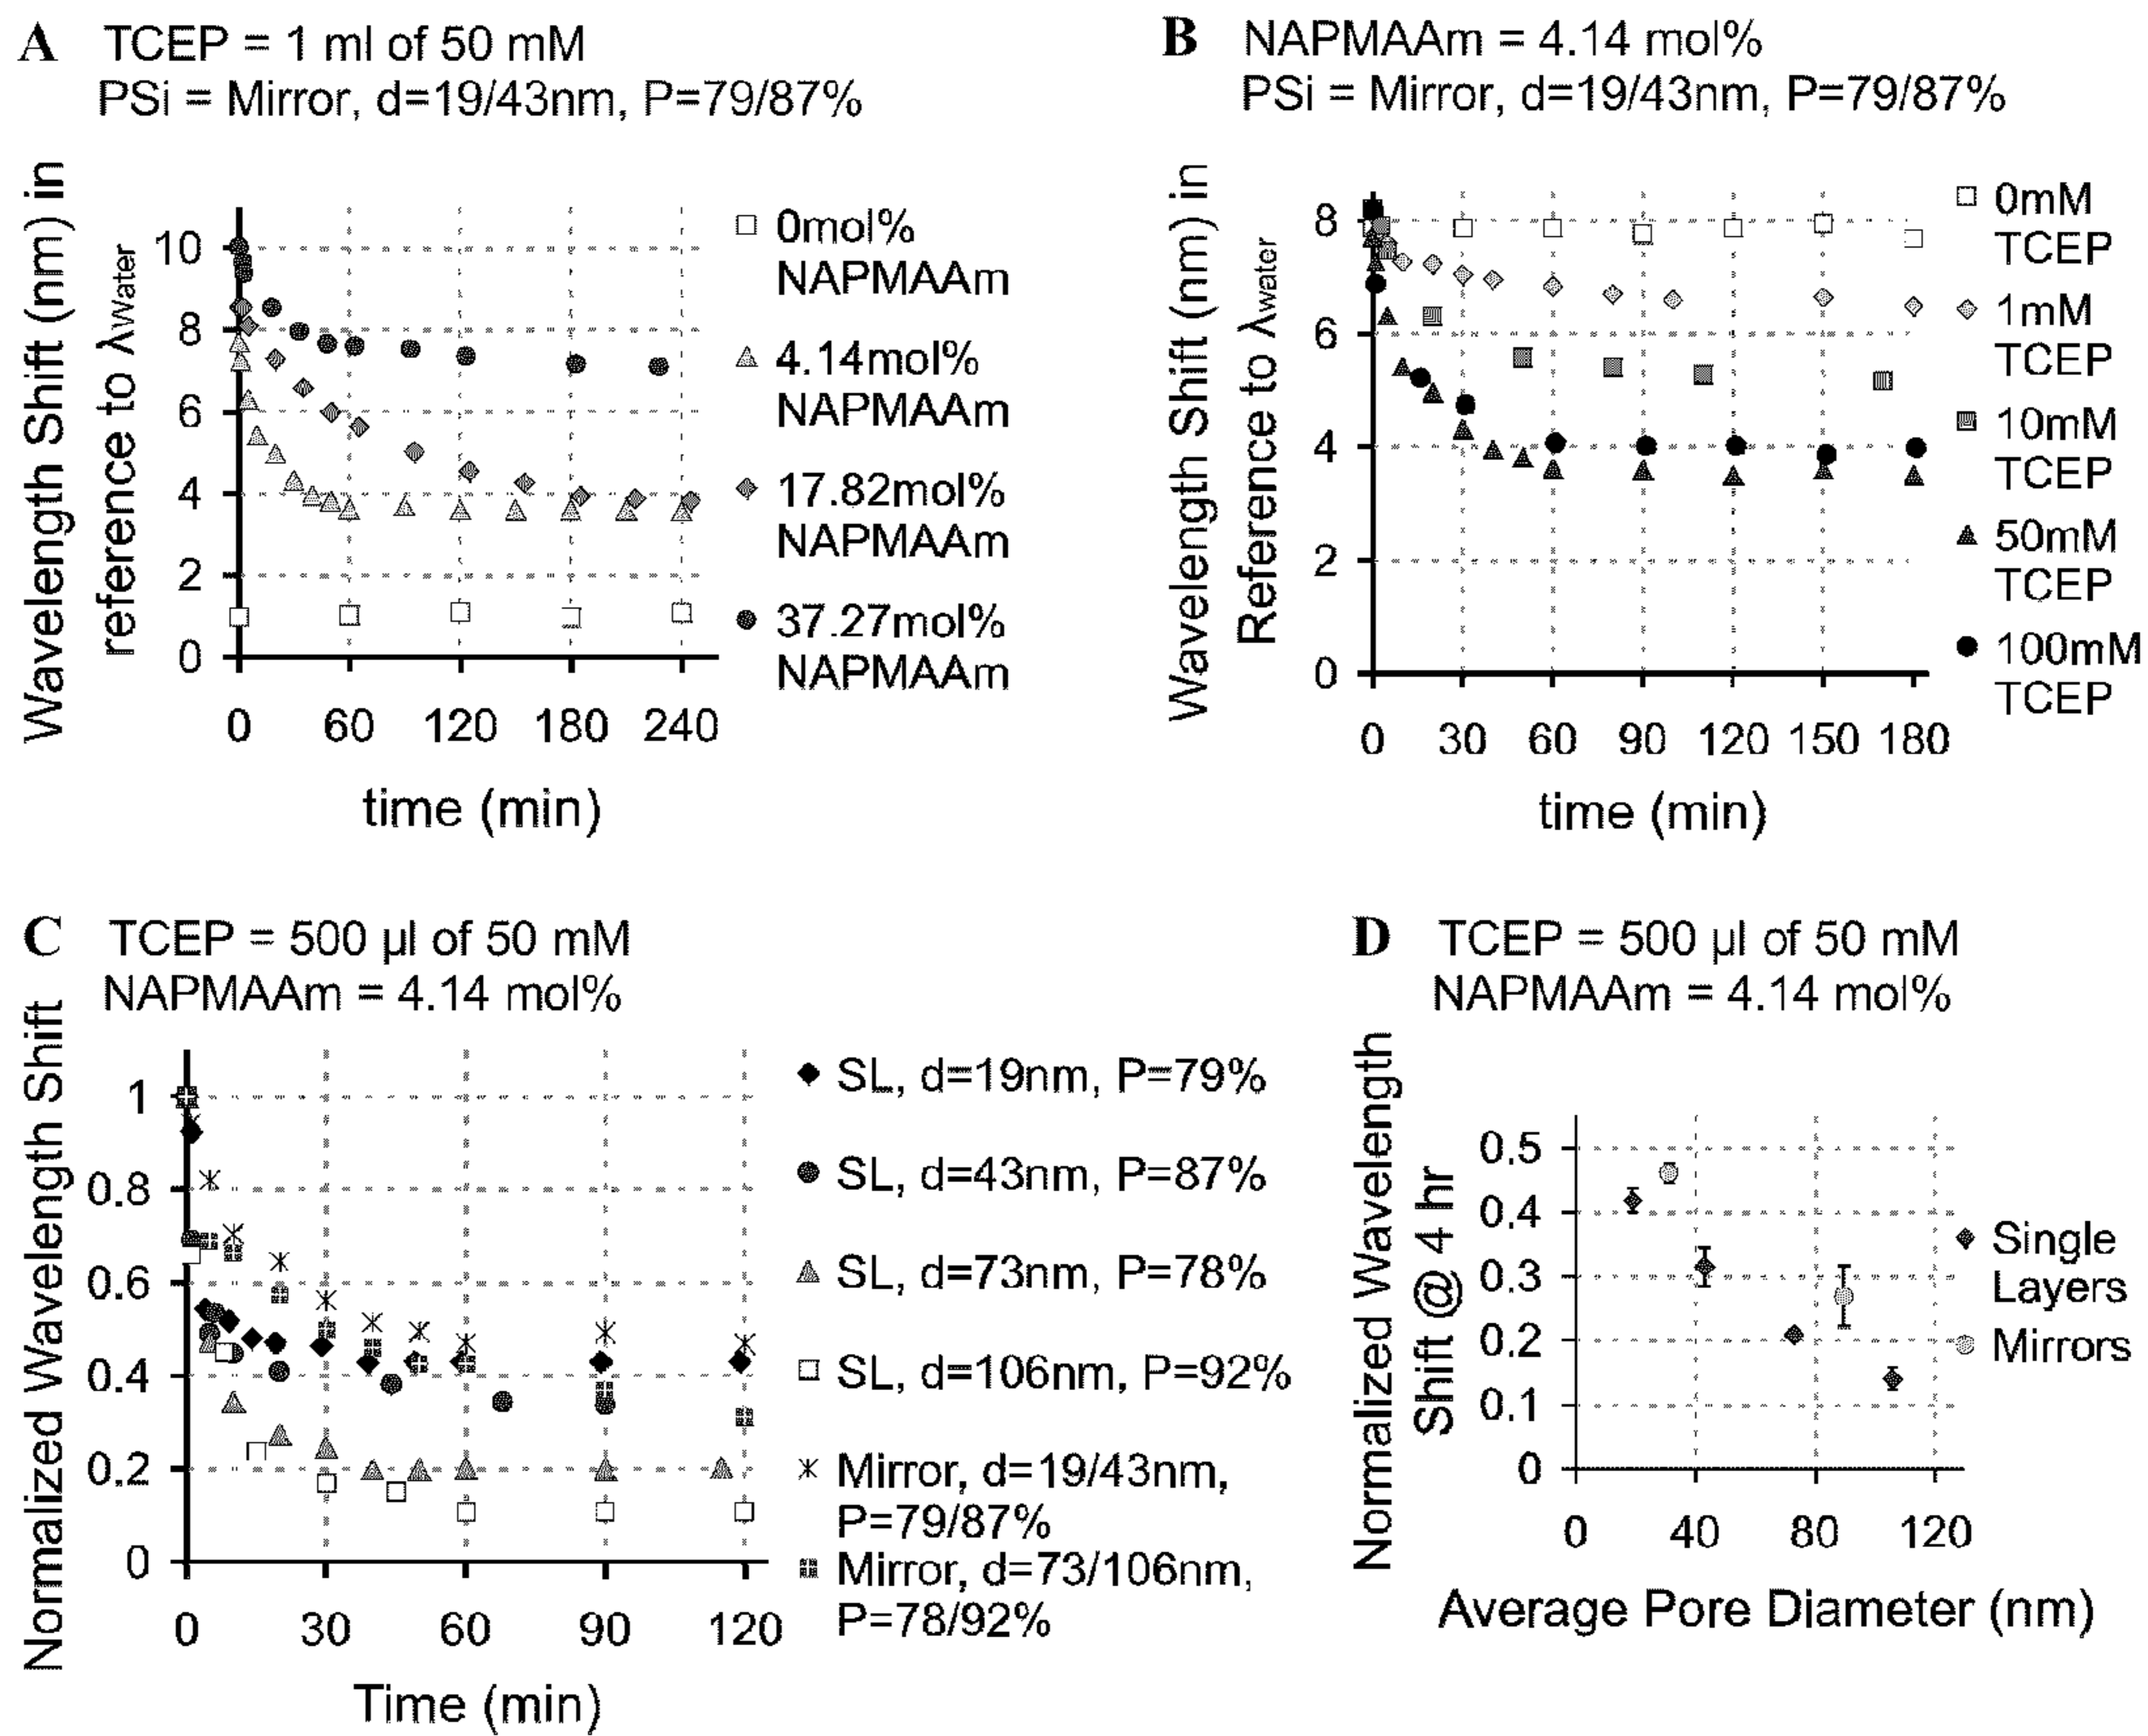 A TCEP = 1 ml of 50 mM
PSi = Mirror, d=19/43nm, P=79/87%
Wavelength Shift (nm) in
reference to λWater
10
8
6
4
2
0
0 60 120 180 240
time (min)
0mol%
NAPMAAm
4.14mol%
NAPMAAm
17.82mol%
NAPMAAm
37.27mol%
NAPMAAm
B NAPMAAm = 4.14 mol%
PSi = Mirror, d=19/43nm, P=79/87%
Wavelength Shift (nm) in
Reference to λWater
8
6
4
2
0
0 30 60 90 120 150 180
time (min)
0mM
TCEP
1mM
TCEP
10mM
TCEP
50mM
TCEP
100mM
TCEP
C TCEP = 500 µl of 50 mM
NAPMAAm = 4.14 mol%
Normalized Wavelength Shift
1
0.8
0.6
0.4
0.2
0
0 30 60 90 120
Time (min)
SL, d=19nm, P=79%
SL, d=43nm, P=87%
SL, d=73nm, P=78%
SL, d=106nm, P=92%
Mirror, d=19/43nm,
P=79/87%
Mirror, d=73/106nm,
P=78/92%
D TCEP = 500 µl of 50 mM
NAPMAAm = 4.14 mol%
Normalized Wavelength
Shift @ 4 hr
0.5
0.4
0.3
0.2
0.1
0
0 40 80 120
Average Pore Diameter (nm)
Single
Layers
Mirrors